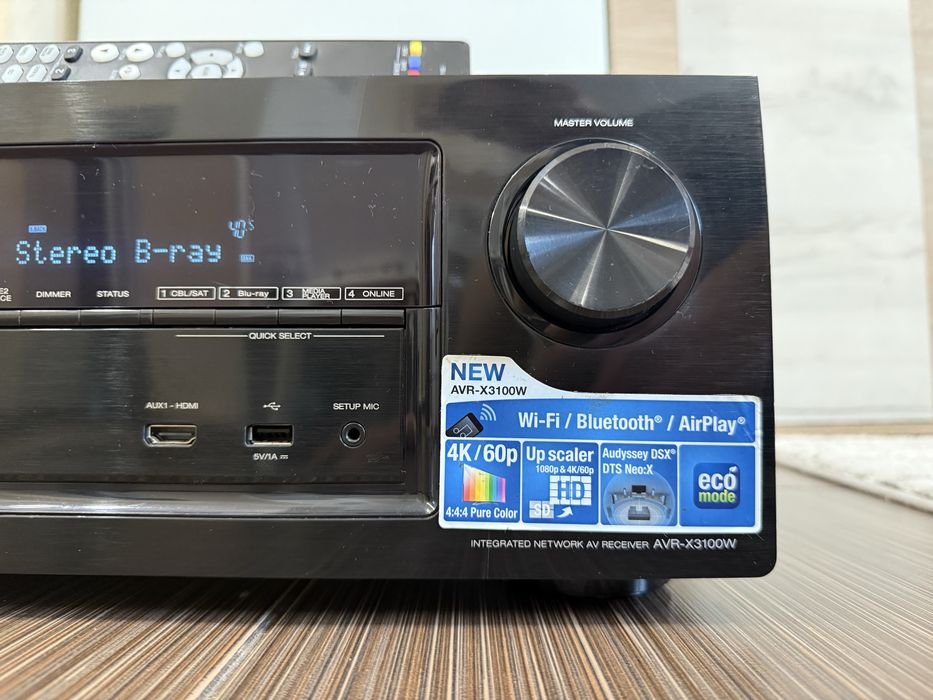 MASTER VOLUME
Stereo B-ray
DIMMER
STATUS
1 CBL/SAT
2 Blu-ray
3 MEDIA PLAYER
4 ONLINE
QUICK SELECT
AUX1-HDMI
5V/1A
SETUP MIC
NEW
AVR-X3100W
Wi-Fi / Bluetooth® / AirPlay®
4K/60p
4:4:4 Pure Color
Up scaler
1080p & 4K/60p
HD
SD
Audyssey DSX®
DTS Neo:X
eco
mode
INTEGRATED NETWORK AV RECEIVER AVR-X3100W